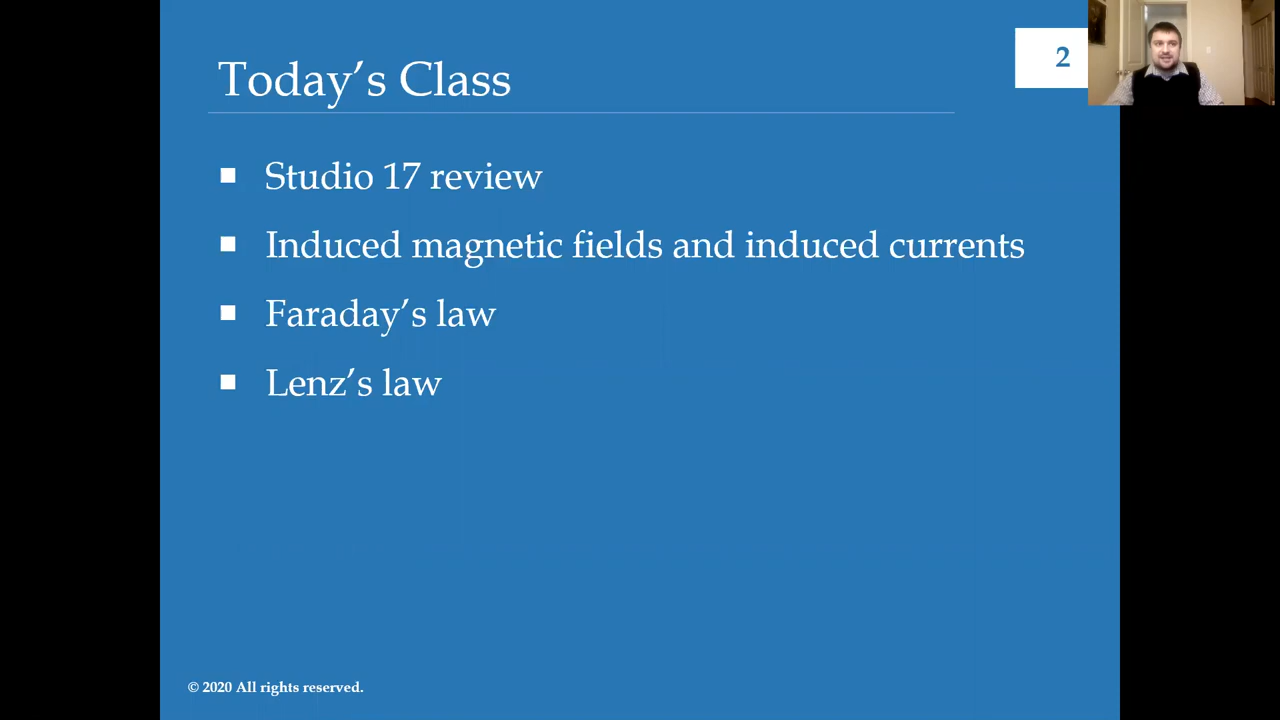 Today’s Class
2
Studio 17 review
Induced magnetic fields and induced currents
Faraday’s law
Lenz’s law
© 2020 All rights reserved.